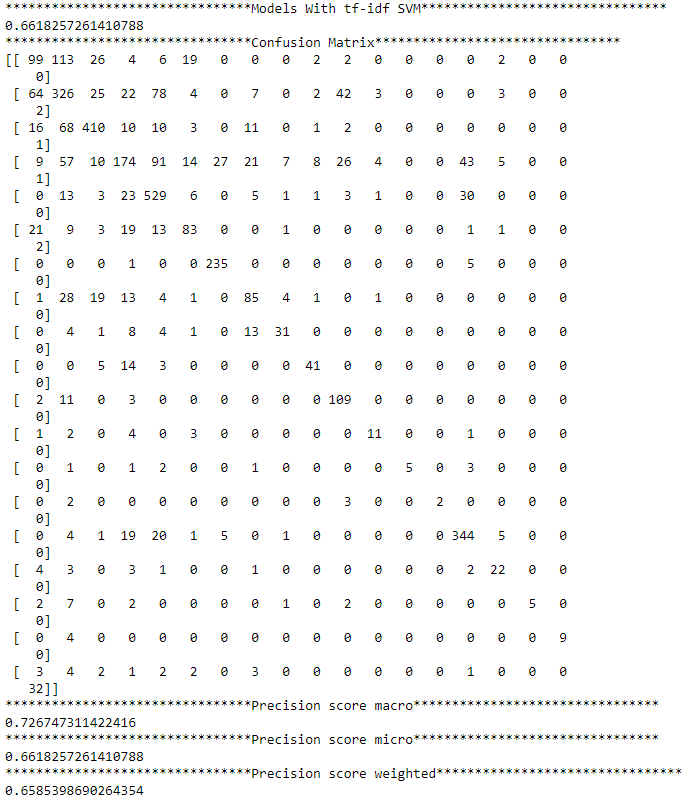 ********************************Models With tf-idf SVM********************************
0.6618257261410788
********************************Confusion Matrix********************************
[[ 99 113 26 4 6 19 0 0 0 2 2 0 0 0 0 2 0 0
0]
[ 64 326 25 22 78 4 0 7 0 2 42 3 0 0 0 3 0 0
2]
[ 16 68 410 10 10 3 0 11 0 1 2 0 0 0 0 0 0 0
1]
[ 9 57 10 174 91 14 27 21 7 8 26 4 0 0 43 5 0 0
1]
[ 0 13 3 23 529 6 0 5 1 1 3 1 0 0 30 0 0 0
0]
[ 21 9 3 19 13 83 0 0 1 0 0 0 0 0 1 1 0 0
2]
[ 0 0 0 1 0 0 235 0 0 0 0 0 0 0 5 0 0 0
0]
[ 1 28 19 13 4 1 0 85 4 1 0 1 0 0 0 0 0 0
0]
[ 0 4 1 8 4 1 0 13 31 0 0 0 0 0 0 0 0 0
0]
[ 0 0 5 14 3 0 0 0 0 41 0 0 0 0 0 0 0 0
0]
[ 2 11 0 3 0 0 0 0 0 0 109 0 0 0 0 0 0 0
0]
[ 1 2 0 4 0 3 0 0 0 0 0 11 0 0 1 0 0 0
0]
[ 0 1 0 1 2 0 0 1 0 0 0 0 5 0 3 0 0 0
0]
[ 0 2 0 0 0 0 0 0 0 0 3 0 0 2 0 0 0 0
0]
[ 0 4 1 19 20 1 5 0 1 0 0 0 0 0 344 5 0 0
0]
[ 4 3 0 3 1 0 0 1 0 0 0 0 0 0 2 22 0 0
0]
[ 2 7 0 2 0 0 0 0 1 0 2 0 0 0 0 0 5 0
0]
[ 0 4 0 0 0 0 0 0 0 0 0 0 0 0 0 0 0 9
0]
[ 3 4 2 1 2 2 0 3 0 0 0 0 0 0 1 0 0 0
32]]
********************************Precision score macro********************************
0.726747311422416
********************************Precision score micro********************************
0.6618257261410788
********************************Precision score weighted********************************
0.6585398690264354